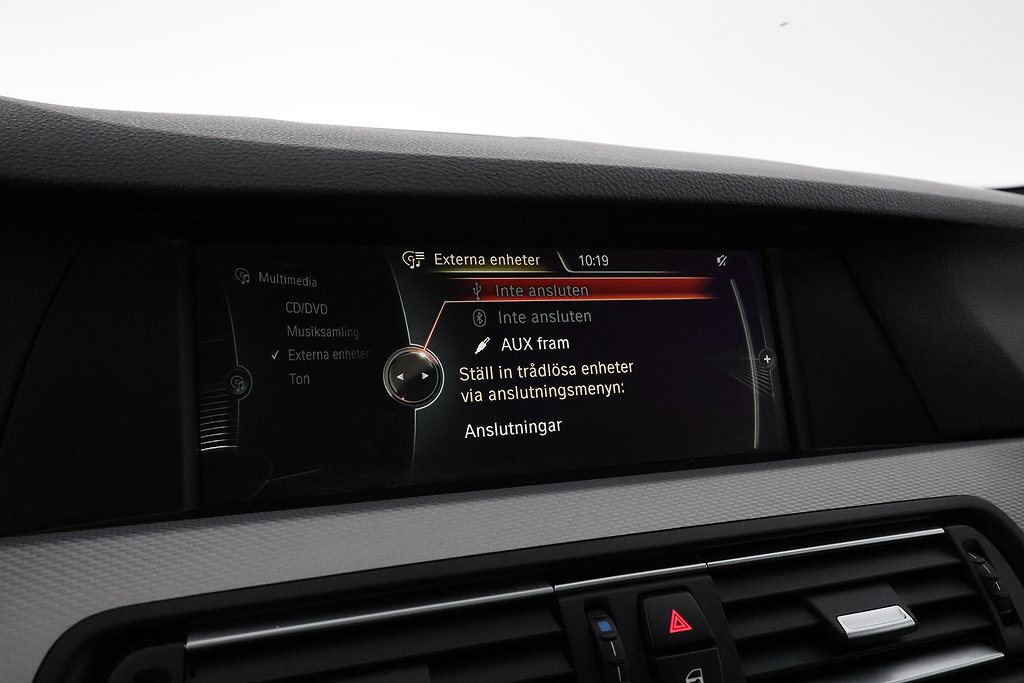 Multimedia
CD/DVD
Musiksamling
Externa enheter
Ton
Externa enheter 10:19
Inte ansluten
Inte ansluten
AUX fram
Ställ in trådlösa enheter
via anslutningsmenyn:
Anslutningar